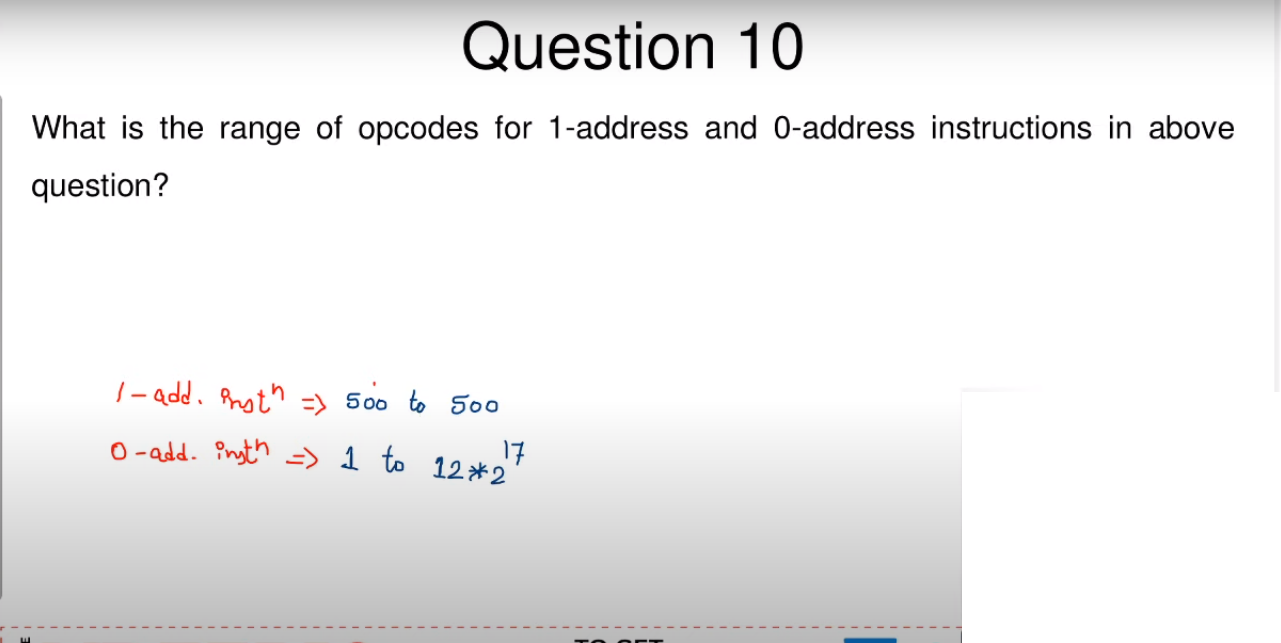 Question 10
What is the range of opcodes for 1-address and 0-address instructions in above
question?
1-add. instn => 500 to 500
0-add. instn => 1 to 12*2^17